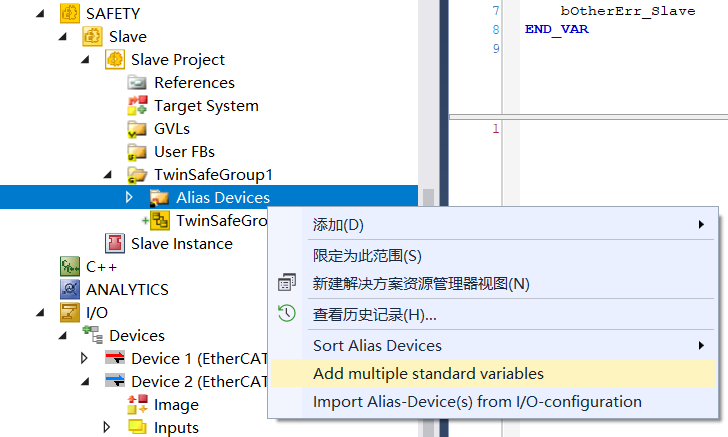 SAFETY
Slave
Slave Project
References
Target System
GVLs
User FBs
TwinSafeGroup1
Alias Devices
TwinSafeGro
Slave Instance
C++
ANALYTICS
I/O
Devices
Device 1 (EtherCAT
Device 2 (EtherCAT
Image
Inputs
7 bOtherErr_Slave
8 END_VAR
9
1
添加(D)
限定为此范围(S)
新建解决方案资源管理器视图(N)
查看历史记录(H)...
Sort Alias Devices
Add multiple standard variables
Import Alias-Device(s) from I/O-configuration